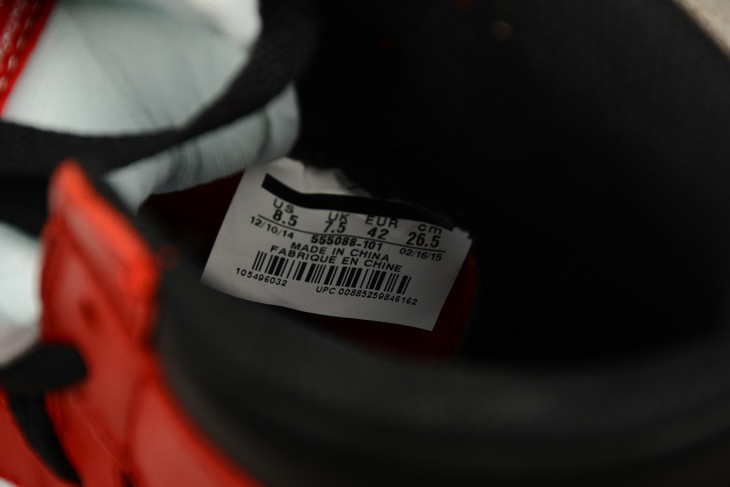 US UK EUR cm
8.5 7.5 42 26.5
12/10/14 555088-101 02/16/15
MADE IN CHINA
FABRIQUE EN CHINE
105496032 UPC 00885259846162